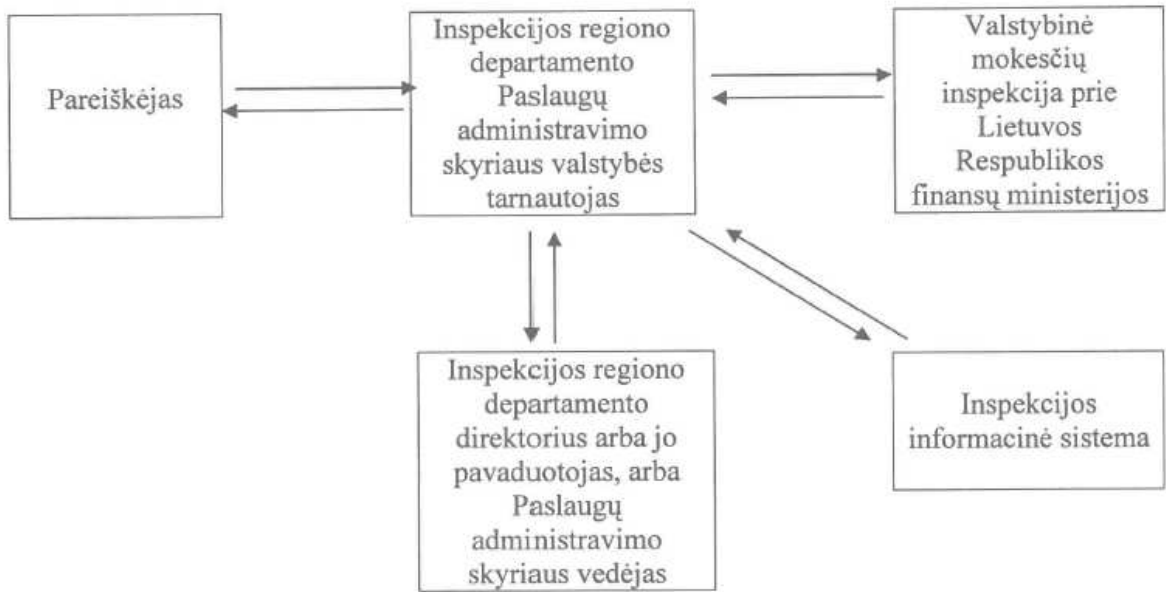 Pareiškėjas
Inspekcijos regiono
departamento
Paslaugų
administravimo
skyriaus valstybės
tarnautojas
Valstybinė
mokesčių
inspekcija prie
Lietuvos
Respublikos
finansų ministerijos
Inspekcijos regiono
departamento
direktorius arba jo
pavaduotojas, arba
Paslaugų
administravimo
skyriaus vedėjas
Inspekcijos
informacinė sistema